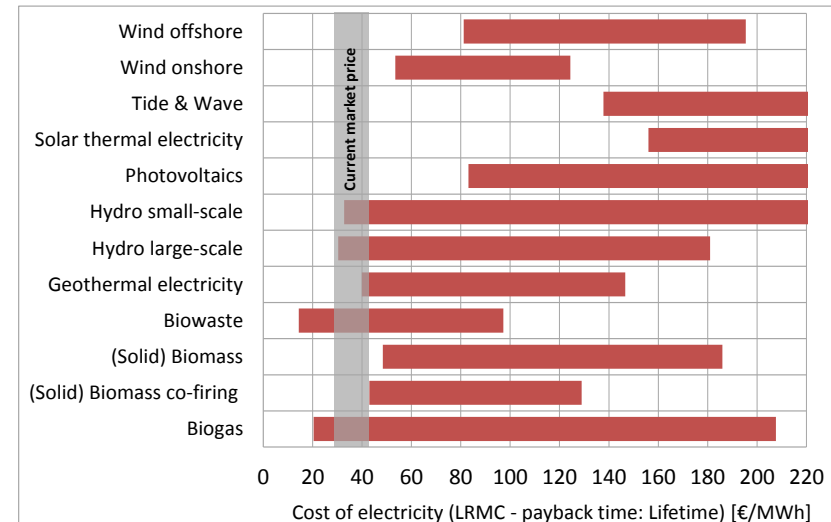 Wind offshore
Wind onshore
Tide & Wave
Solar thermal electricity
Photovoltaics
Hydro small-scale
Hydro large-scale
Geothermal electricity
Biowaste
(Solid) Biomass
(Solid) Biomass co-firing
Biogas
Current market price
0 20 40 60 80 100 120 140 160 180 200 220
Cost of electricity (LRMC - payback time: Lifetime) [€/MWh]